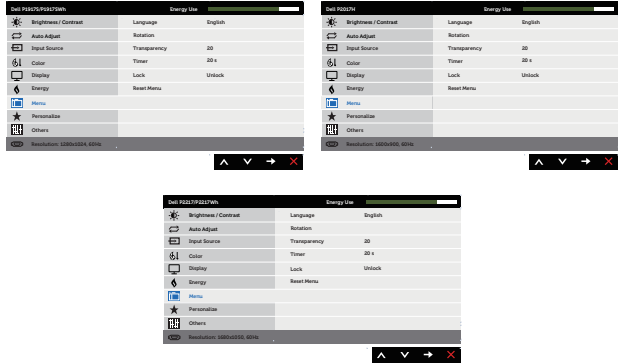 Dell P1917S/P1917SWh Energy Use
Brightness / Contrast Language English
Auto Adjust Rotation
Input Source Transparency 20
Color Timer 20 s
Display Lock Unlock
Energy Reset Menu
Menu
Personalize
Others
Resolution: 1280x1024, 60Hz
Dell P2017H Energy Use
Brightness / Contrast Language English
Auto Adjust Rotation
Input Source Transparency 20
Color Timer 20 s
Display Lock Unlock
Energy Reset Menu
Menu
Personalize
Others
Resolution: 1600x900, 60Hz
Dell P2217/P2217Wh Energy Use
Brightness / Contrast Language English
Auto Adjust Rotation
Input Source Transparency 20
Color Timer 20 s
Display Lock Unlock
Energy Reset Menu
Menu
Personalize
Others
Resolution: 1680x1050, 60Hz